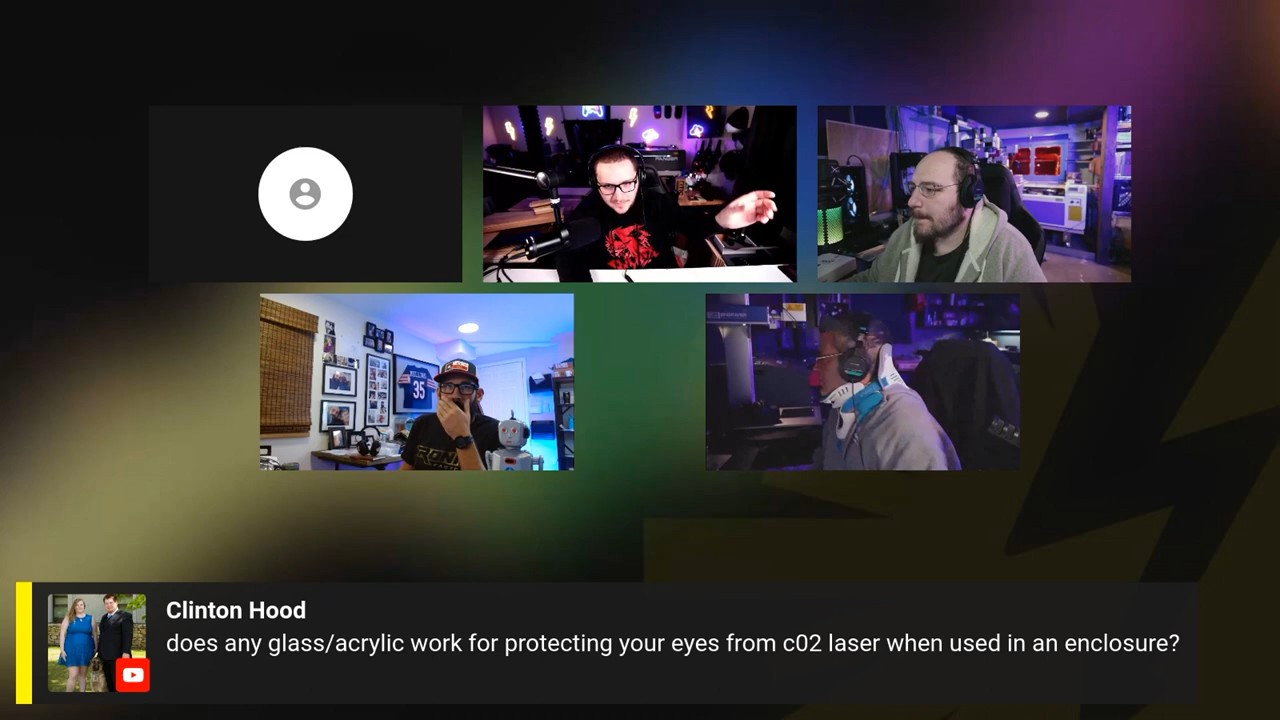 35
Clinton Hood
does any glass/acrylic work for protecting your eyes from c02 laser when used in an enclosure?